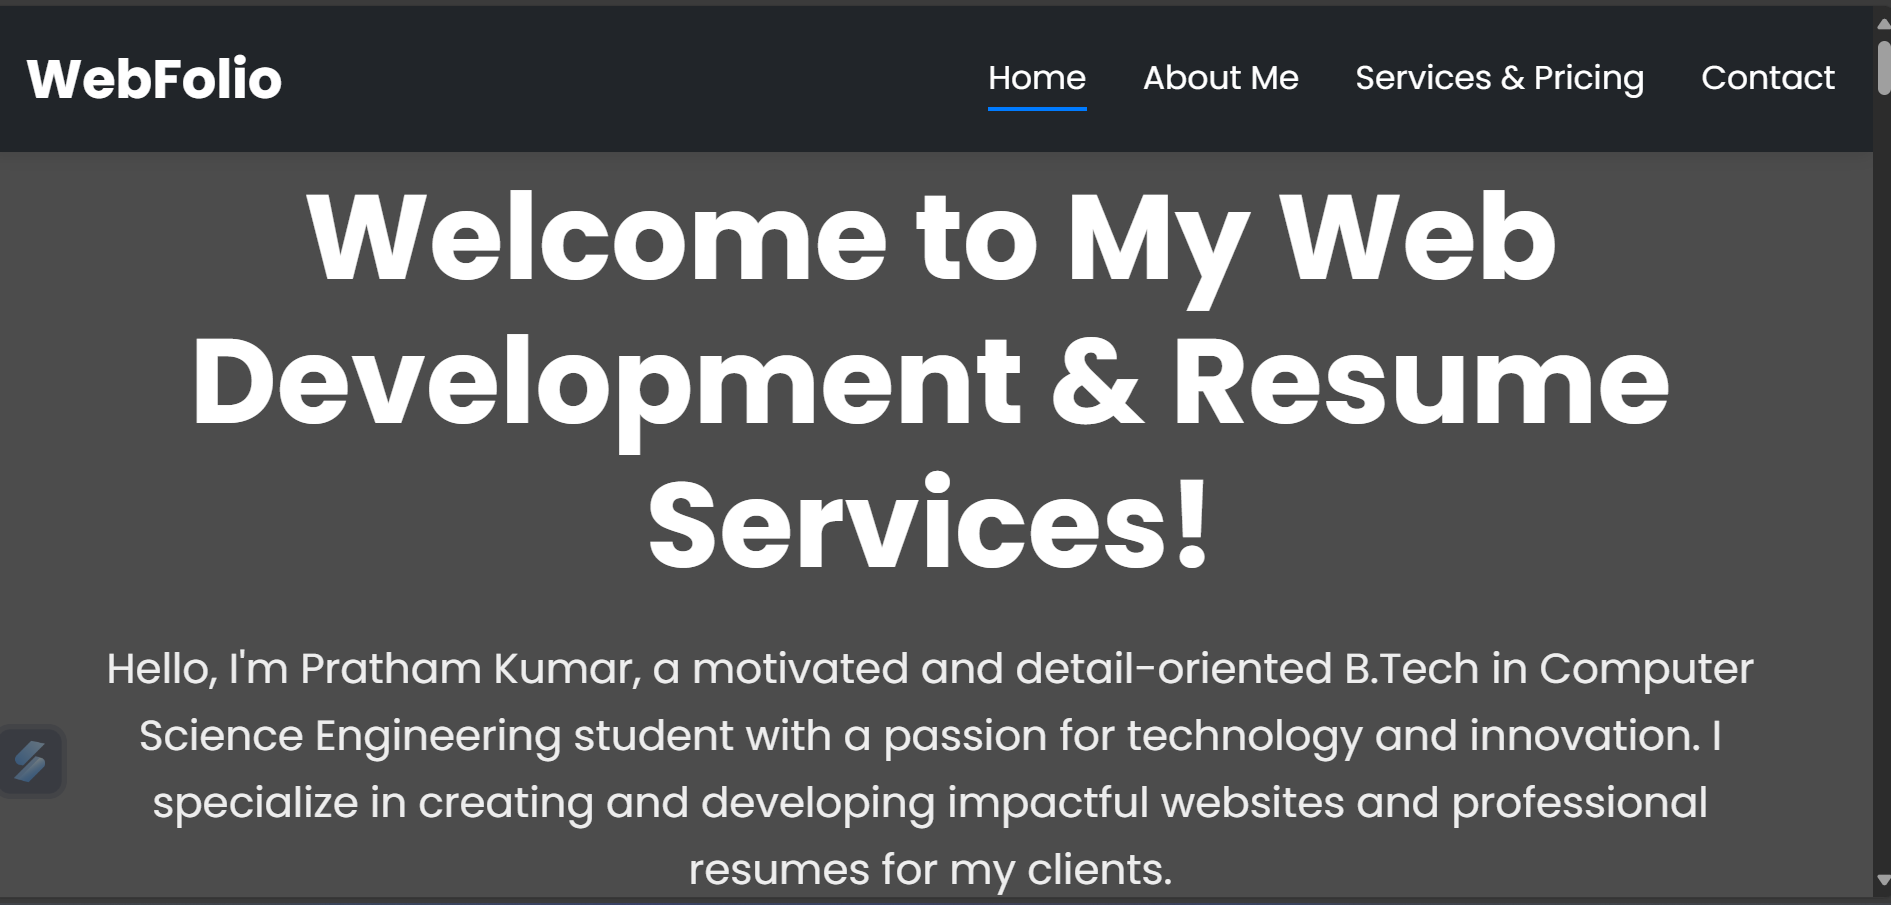 WebFolio
Home About Me Services & Pricing Contact
Welcome to My Web
Development & Resume
Services!
Hello, I'm Pratham Kumar, a motivated and detail-oriented B.Tech in Computer
Science Engineering student with a passion for technology and innovation. I
specialize in creating and developing impactful websites and professional
resumes for my clients.